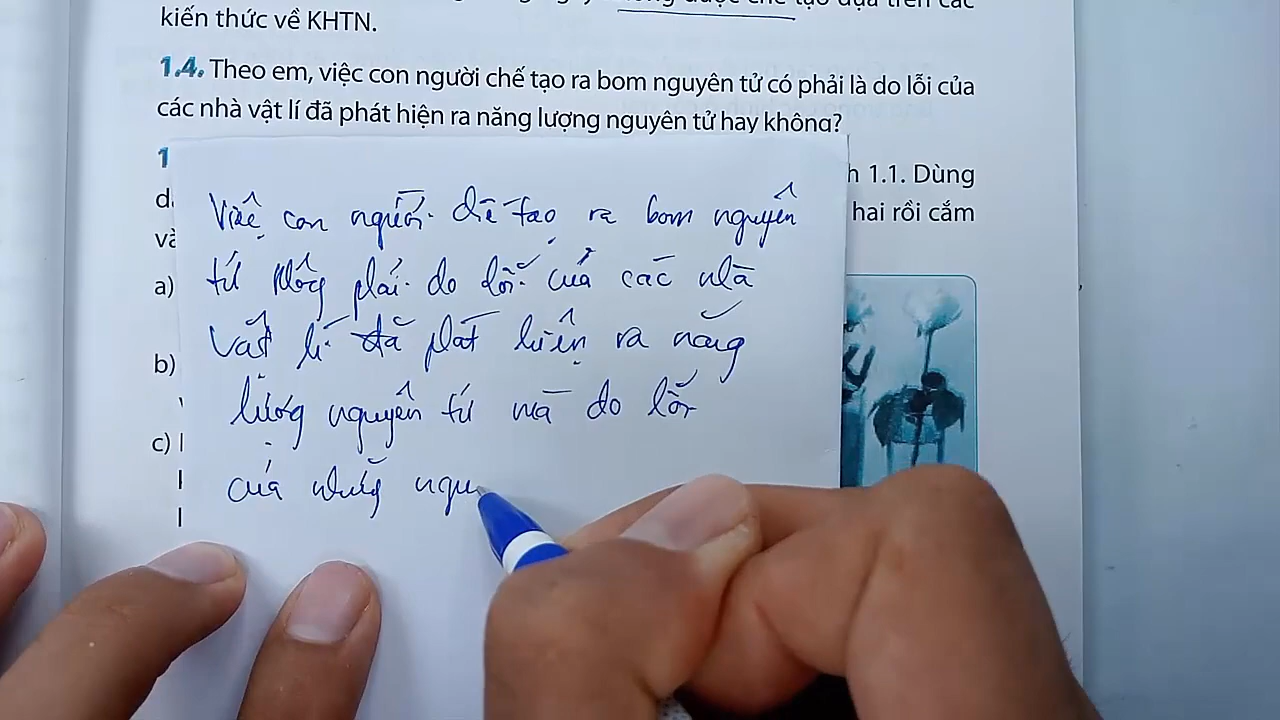 kiến thức về KHTN.
1.4. Theo em, việc con người chế tạo ra bom nguyên tử có phải là do lỗi của
các nhà vật lí đã phát hiện ra năng lượng nguyên tử hay không?
1
h 1.1. Dùng
d
hai rồi cắm
và
a)
b)
c)
Việc con người chế tạo ra bom nguyên
tử không phải do lỗi của các nhà
vật lí đã phát hiện ra năng
lượng nguyên tử mà do lỗi
của những ngư